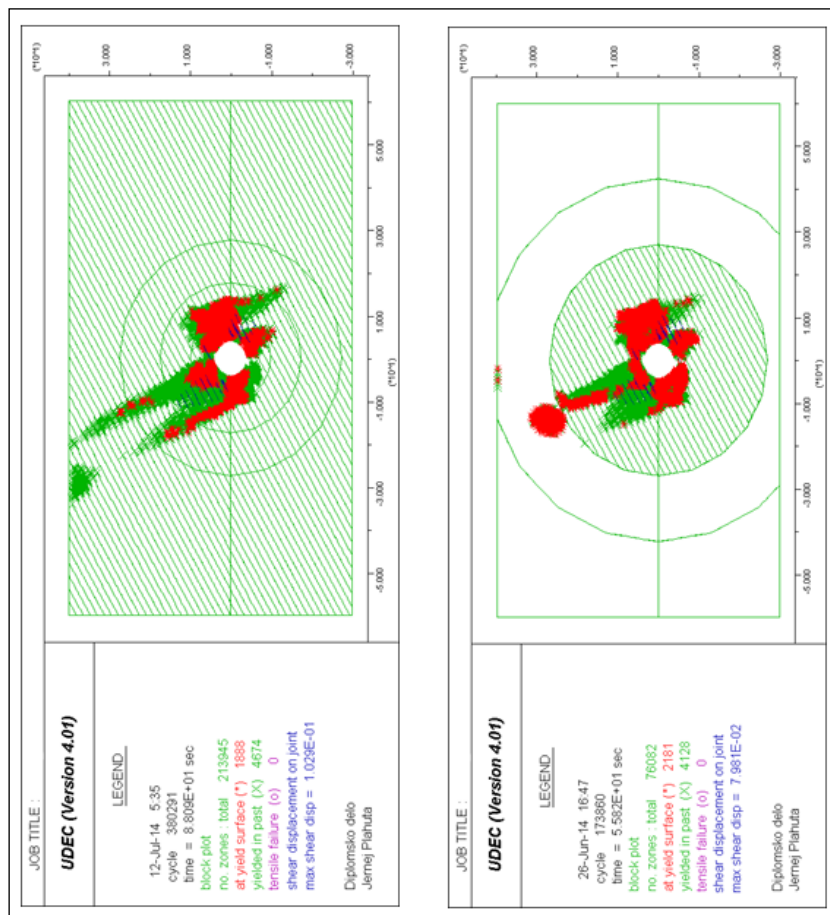 JOB TITLE :
UDEC (Version 4.01)
LEGEND
12-Jul-14 5:35
cycle 380291
time = 8.809E+01 sec
block plot
no. zones : total 213945
at yield surface (*) 1888
yielded in past (X) 4674
tensile failure (o) 0
shear displacement on joint
max shear disp = 1.029E-01
Diplomsko delo
Jernej Plahuta
(*10^1)
3.000
1.000
-1.000
-3.000
-5.000
-3.000
-1.000
1.000
3.000
5.000
(*10^1)
JOB TITLE :
UDEC (Version 4.01)
LEGEND
26-Jun-14 16:47
cycle 173860
time = 5.582E+01 sec
block plot
no. zones : total 76082
at yield surface (*) 2181
yielded in past (X) 4128
tensile failure (o) 0
shear displacement on joint
max shear disp = 7.981E-02
Diplomsko delo
Jernej Plahuta
(*10^1)
3.000
1.000
-1.000
-3.000
-5.000
-3.000
-1.000
1.000
3.000
5.000
(*10^1)